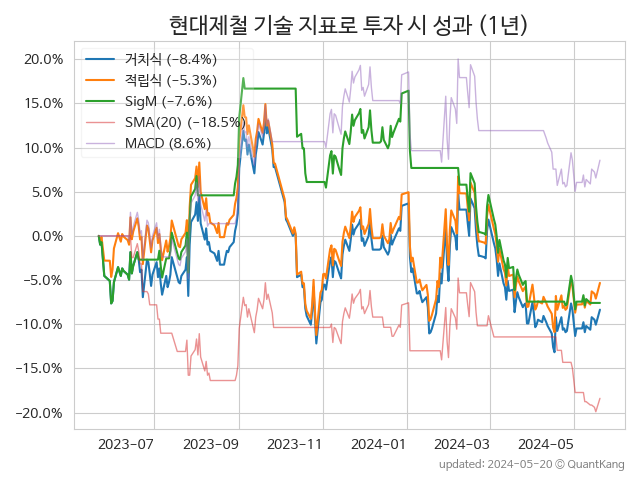 현대제철 기술 지표로 투자 시 성과 (1년)
거치식 (−8.4%)
적립식 (−5.3%)
SigM (−7.6%)
SMA(20) (−18.5%)
MACD (8.6%)
20.0%
15.0%
10.0%
5.0%
0.0%
−5.0%
−10.0%
−15.0%
−20.0%
2023−07 2023−09 2023−11 2024−01 2024−03 2024−05
updated: 2024−05−20 © QuantKang